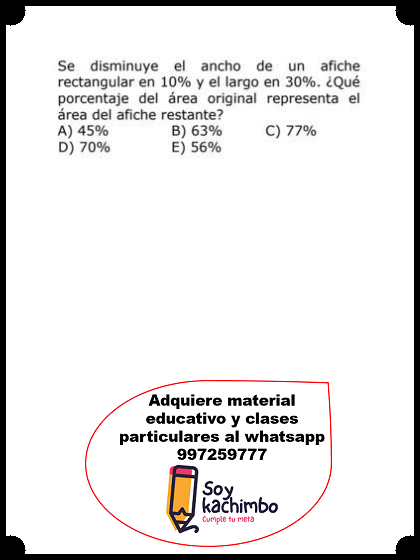 Se disminuye el ancho de un afiche
rectangular en 10% y el largo en 30%. ¿Qué
porcentaje del área original representa el
área del afiche restante?
A) 45% B) 63% C) 77%
D) 70% E) 56%
Adquiere material
educativo y clases
particulares al whatsapp
997259777
Soy
kachimbo
Cumple tu meta